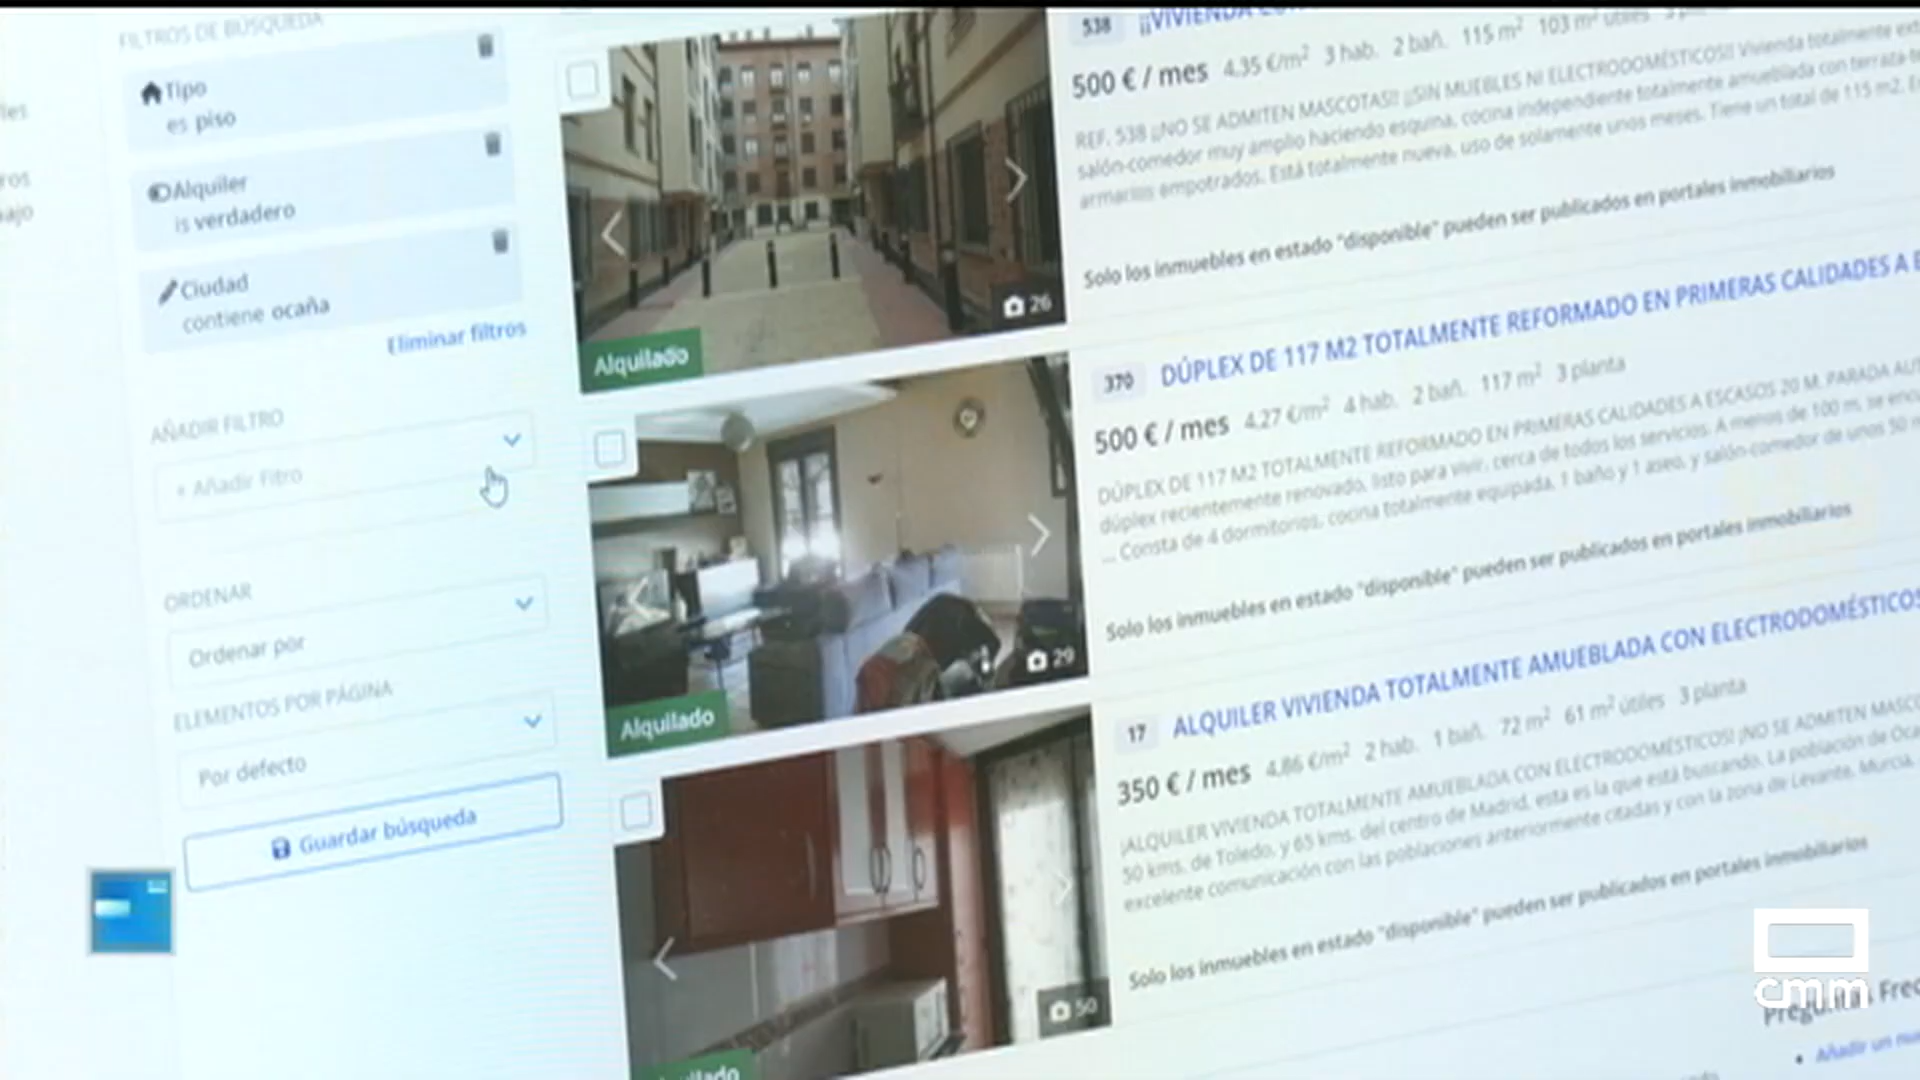 FILTROS DE BÚSQUEDA
Tipo
es piso
Alquiler
is verdadero
Ciudad
contiene ocaña
Eliminar filtros
AÑADIR FILTRO
+ Añadir Filtro
ORDENAR
Ordenar por
ELEMENTOS POR PÁGINA
Por defecto
Guardar búsqueda
26
Alquilado
29
Alquilado
50
538 ¡¡VIVIENDA
500 € / mes 4.35 €/m² 3 hab. 2 bañ. 115 m² 103 m² útiles
REF. 538 ¡¡NO SE ADMITEN MASCOTAS!! ¡¡SIN MUEBLES NI ELECTRODOMÉSTICOS!! Vivienda totalmente
salón-comedor muy amplio haciendo esquina, cocina independiente totalmente amueblada con
armarios empotrados. Está totalmente nueva, uso de solamente unos meses. Tiene un total de 115 m2.
Solo los inmuebles en estado "disponible" pueden ser publicados en portales inmobiliarios
370 DÚPLEX DE 117 M2 TOTALMENTE REFORMADO EN PRIMERAS CALIDADES A
500 € / mes 4.27 €/m² 4 hab. 2 bañ. 117 m² 3 planta
DÚPLEX DE 117 M2 TOTALMENTE REFORMADO EN PRIMERAS CALIDADES A ESCASOS 20 M. PARADA
dúplex recientemente renovado, listo para vivir, cerca de todos los servicios. A menos de 100 m. se
... Consta de 4 dormitorios, cocina totalmente equipada, 1 baño y 1 aseo, y salón-comedor de unos 50
Solo los inmuebles en estado "disponible" pueden ser publicados en portales inmobiliarios
17 ALQUILER VIVIENDA TOTALMENTE AMUEBLADA CON ELECTRODOMÉSTICOS
350 € / mes 4.86 €/m² 2 hab. 1 bañ. 72 m² 61 m² útiles 3 planta
¡ALQUILER VIVIENDA TOTALMENTE AMUEBLADA CON ELECTRODOMÉSTICOS! ¡NO SE ADMITEN
50 kms. de Toledo, y 65 kms. del centro de Madrid, esta es la que está buscando. La población de
excelente comunicación con las poblaciones anteriormente citadas y con la zona de Levante, Murcia,
Solo los inmuebles en estado "disponible" pueden ser publicados en portales inmobiliarios
cmm
Añadir un